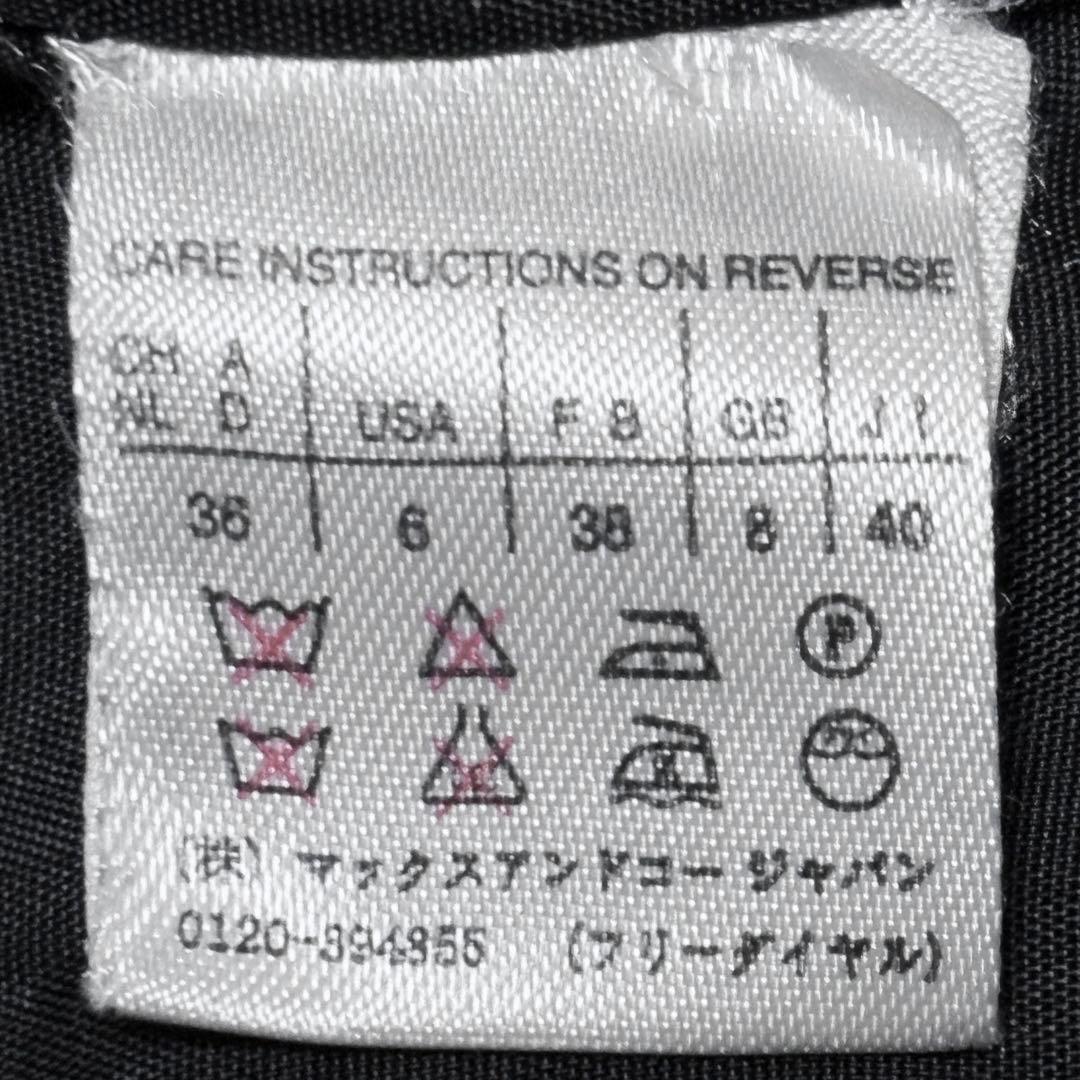 CARE INSTRUCTIONS ON REVERSE
CH A
NL D USA F B GB J I
36 6 38 8 40
P
(株) マックスアンドコー ジャパン
0120-394355 (フリーダイヤル)